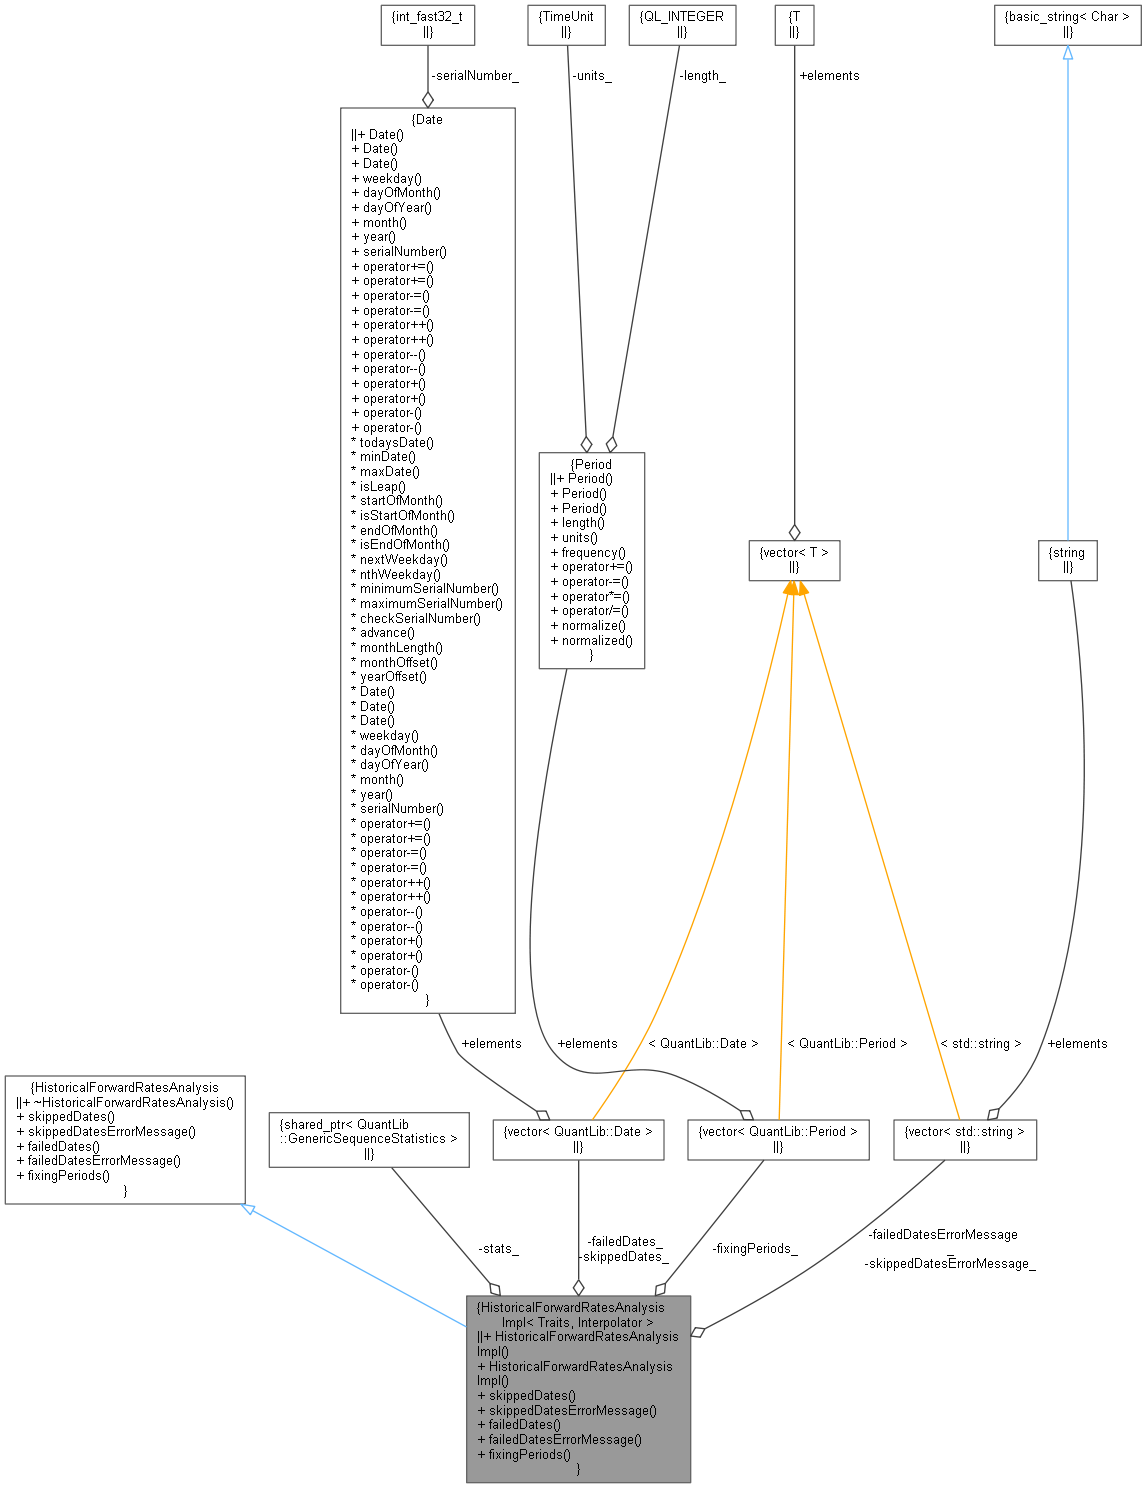 {int_fast32_t
||}
{TimeUnit
||}
{QL_INTEGER
||}
{T
||}
{basic_string< Char >
||}
-serialNumber_
-units_
-length_
+elements
{Date
||+ Date()
+ Date()
+ Date()
+ weekday()
+ dayOfMonth()
+ dayOfYear()
+ month()
+ year()
+ serialNumber()
+ operator+=()
+ operator+=()
+ operator-=()
+ operator-=()
+ operator++()
+ operator++()
+ operator--()
+ operator--()
+ operator+()
+ operator+()
+ operator-()
+ operator-()
* todaysDate()
* minDate()
* maxDate()
* isLeap()
* startOfMonth()
* isStartOfMonth()
* endOfMonth()
* isEndOfMonth()
* nextWeekday()
* nthWeekday()
* minimumSerialNumber()
* maximumSerialNumber()
* checkSerialNumber()
* advance()
* monthLength()
* monthOffset()
* yearOffset()
* Date()
* Date()
* Date()
* weekday()
* dayOfMonth()
* dayOfYear()
* month()
* year()
* serialNumber()
* operator+=()
* operator+=()
* operator-=()
* operator-=()
* operator++()
* operator++()
* operator--()
* operator--()
* operator+()
* operator+()
* operator-()
* operator-()
}
{Period
||+ Period()
+ Period()
+ Period()
+ length()
+ units()
+ frequency()
+ operator+=()
+ operator-=()
+ operator*=()
+ operator/=()
+ normalize()
+ normalized()
}
{vector< T >
||}
{string
||}
+elements
+elements
< QuantLib::Date >
< QuantLib::Period >
< std::string >
+elements
{HistoricalForwardRatesAnalysis
||+ ~HistoricalForwardRatesAnalysis()
+ skippedDates()
+ skippedDatesErrorMessage()
+ failedDates()
+ failedDatesErrorMessage()
+ fixingPeriods()
}
{shared_ptr< QuantLib
::GenericSequenceStatistics >
||}
{vector< QuantLib::Date >
||}
{vector< QuantLib::Period >
||}
{vector< std::string >
||}
-stats_
-failedDates_
-skippedDates_
-fixingPeriods_
-failedDatesErrorMessage
_
-skippedDatesErrorMessage_
{HistoricalForwardRatesAnalysis
Impl< Traits, Interpolator >
||+ HistoricalForwardRatesAnalysis
Impl()
+ HistoricalForwardRatesAnalysis
Impl()
+ skippedDates()
+ skippedDatesErrorMessage()
+ failedDates()
+ failedDatesErrorMessage()
+ fixingPeriods()
}